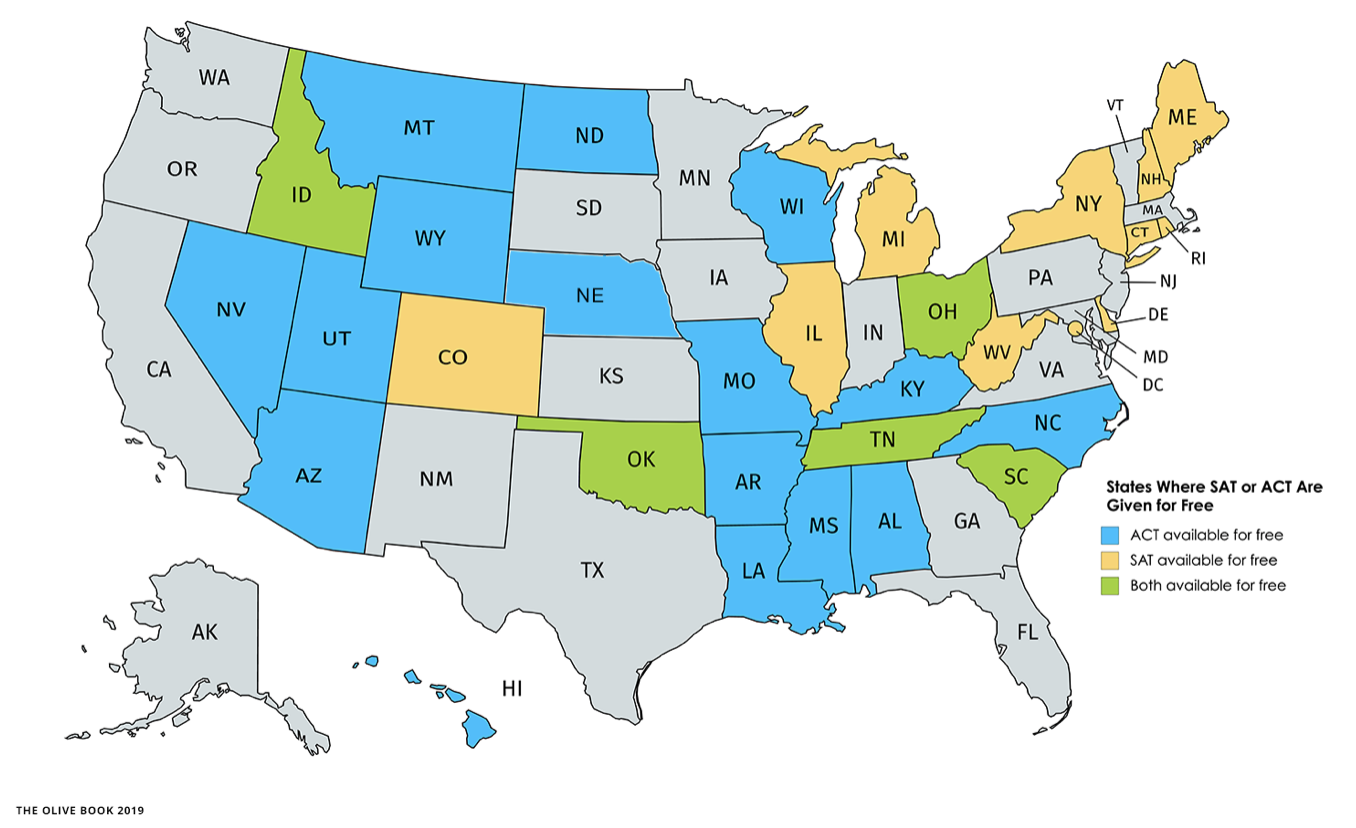 WA
MT
ND
MN
VT
ME
OR
ID
SD
WI
NH
NY
MA
WY
MI
CT
RI
IA
PA
NJ
NE
NV
UT
OH
DE
IL
IN
CO
WV
MD
CA
KS
MO
KY
VA
DC
NC
TN
OK
AZ
NM
AR
SC
MS
AL
GA
TX
LA
AK
HI
FL
States Where SAT or ACT Are
Given for Free
ACT available for free
SAT available for free
Both available for free
THE OLIVE BOOK 2019